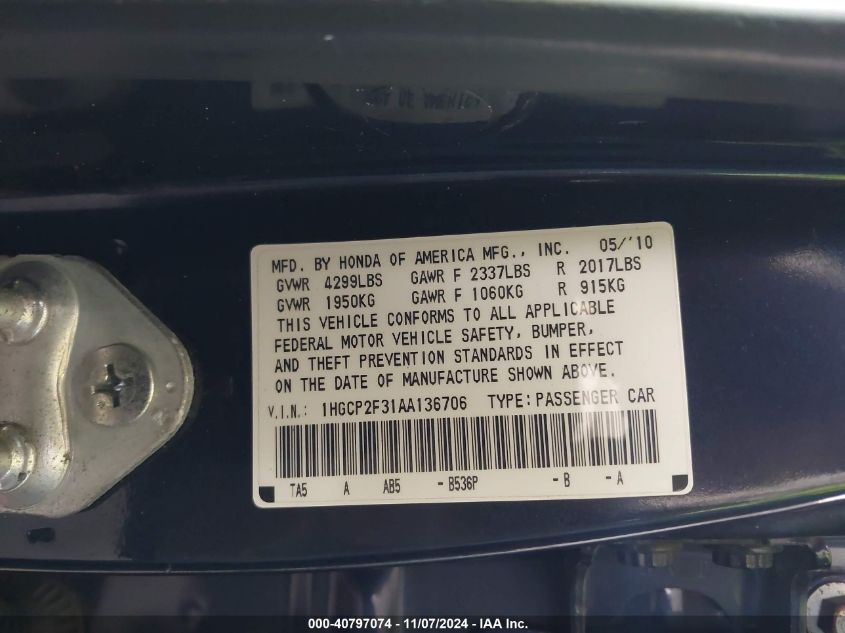 MFD. BY HONDA OF AMERICA MFG., INC. 05/'10
GVWR 4299LBS GAWR F 2337LBS R 2017LBS
GVWR 1950KG GAWR F 1060KG R 915KG
THIS VEHICLE CONFORMS TO ALL APPLICABLE
FEDERAL MOTOR VEHICLE SAFETY, BUMPER,
AND THEFT PREVENTION STANDARDS IN EFFECT
ON THE DATE OF MANUFACTURE SHOWN ABOVE.
V.I.N.: 1HGCP2F31AA136706 TYPE: PASSENGER CAR
TA5 A AB5 - B536P - B - A
000-40797074 - 11/07/2024 - IAA Inc.